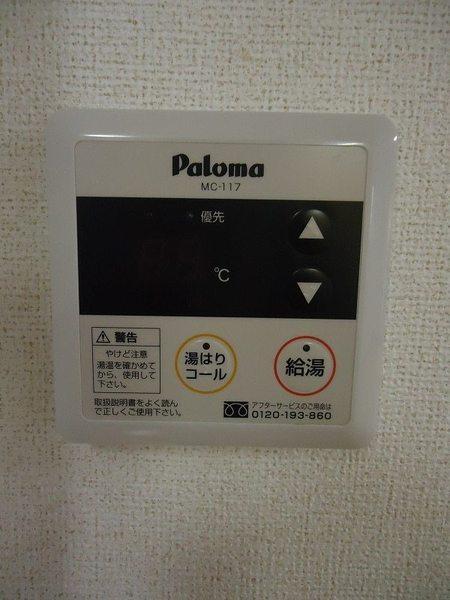 Paloma
MC-117
優先
℃
警告
やけど注意
湯温を確かめて
から、使用して
下さい。
取扱説明書をよく読ん
で正しくご使用下さい。
湯はり
コール
給湯
アフターサービスのご用命は
0120-193-860